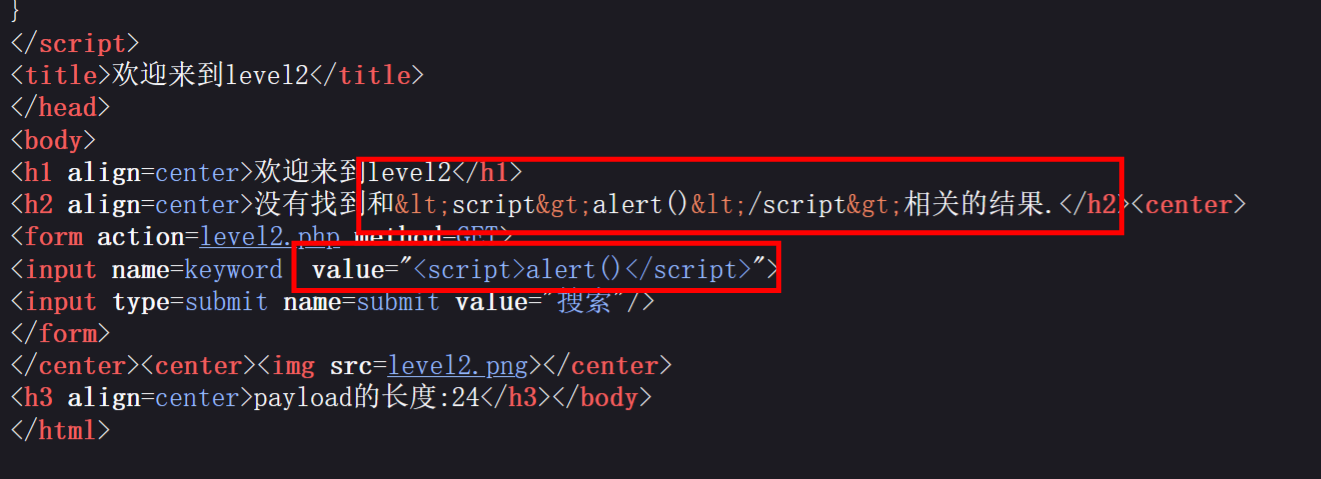 }
</script>
<title>欢迎来到level2</title>
</head>
<body>
<h1 align=center>欢迎来到level2</h1>
<h2 align=center>没有找到和&lt;script&gt;alert()&lt;/script&gt;相关的结果.</h2><center>
<form action=level2.php method=GET>
<input name=keyword  value="<script>alert()</script>">
<input type=submit name=submit value="搜索"/>
</form>
</center><center><img src=level2.png></center>
<h3 align=center>payload的长度:24</h3></body>
</html>